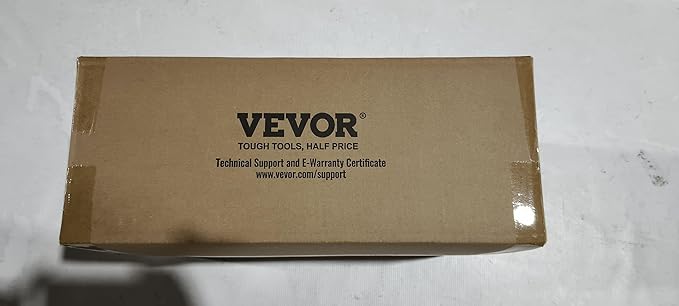 VEVOR®
TOUGH TOOLS, HALF PRICE
Technical Support and E-Warranty Certificate
www.vevor.com/support